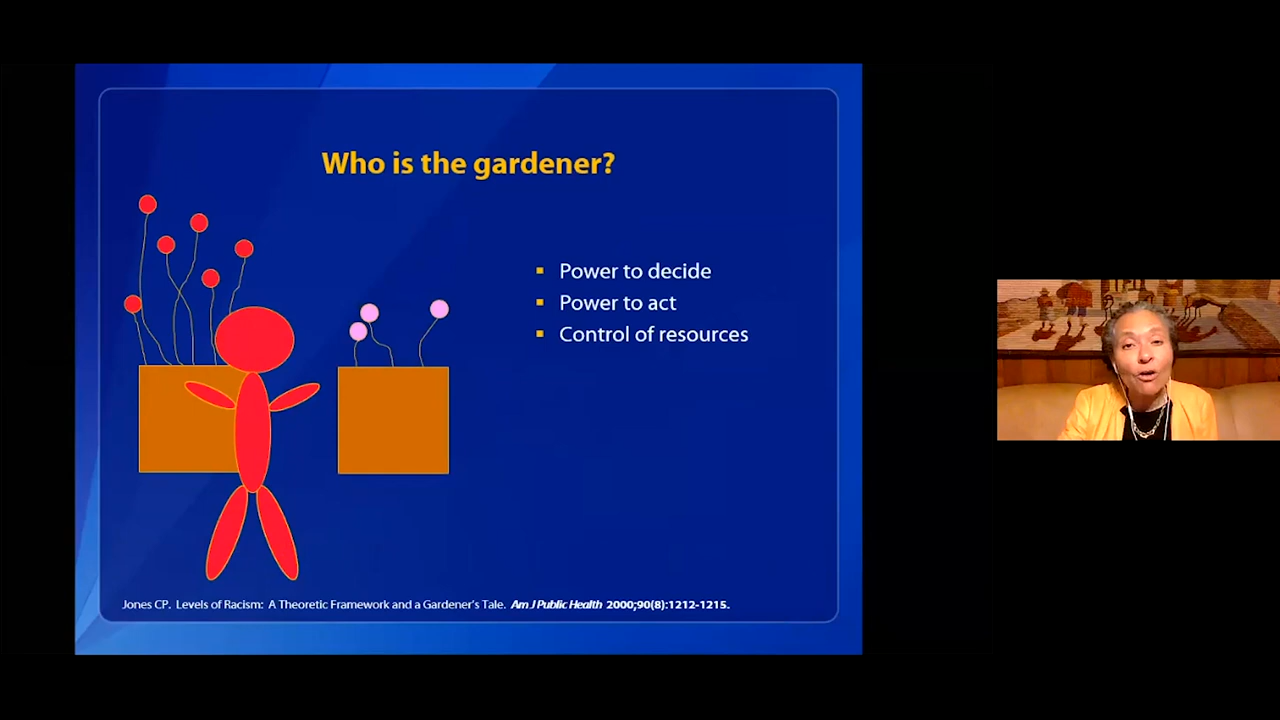 Who is the gardener?
Power to decide
Power to act
Control of resources
Jones CP. Levels of Racism: A Theoretic Framework and a Gardener's Tale. Am J Public Health 2000;90(8):1212-1215.